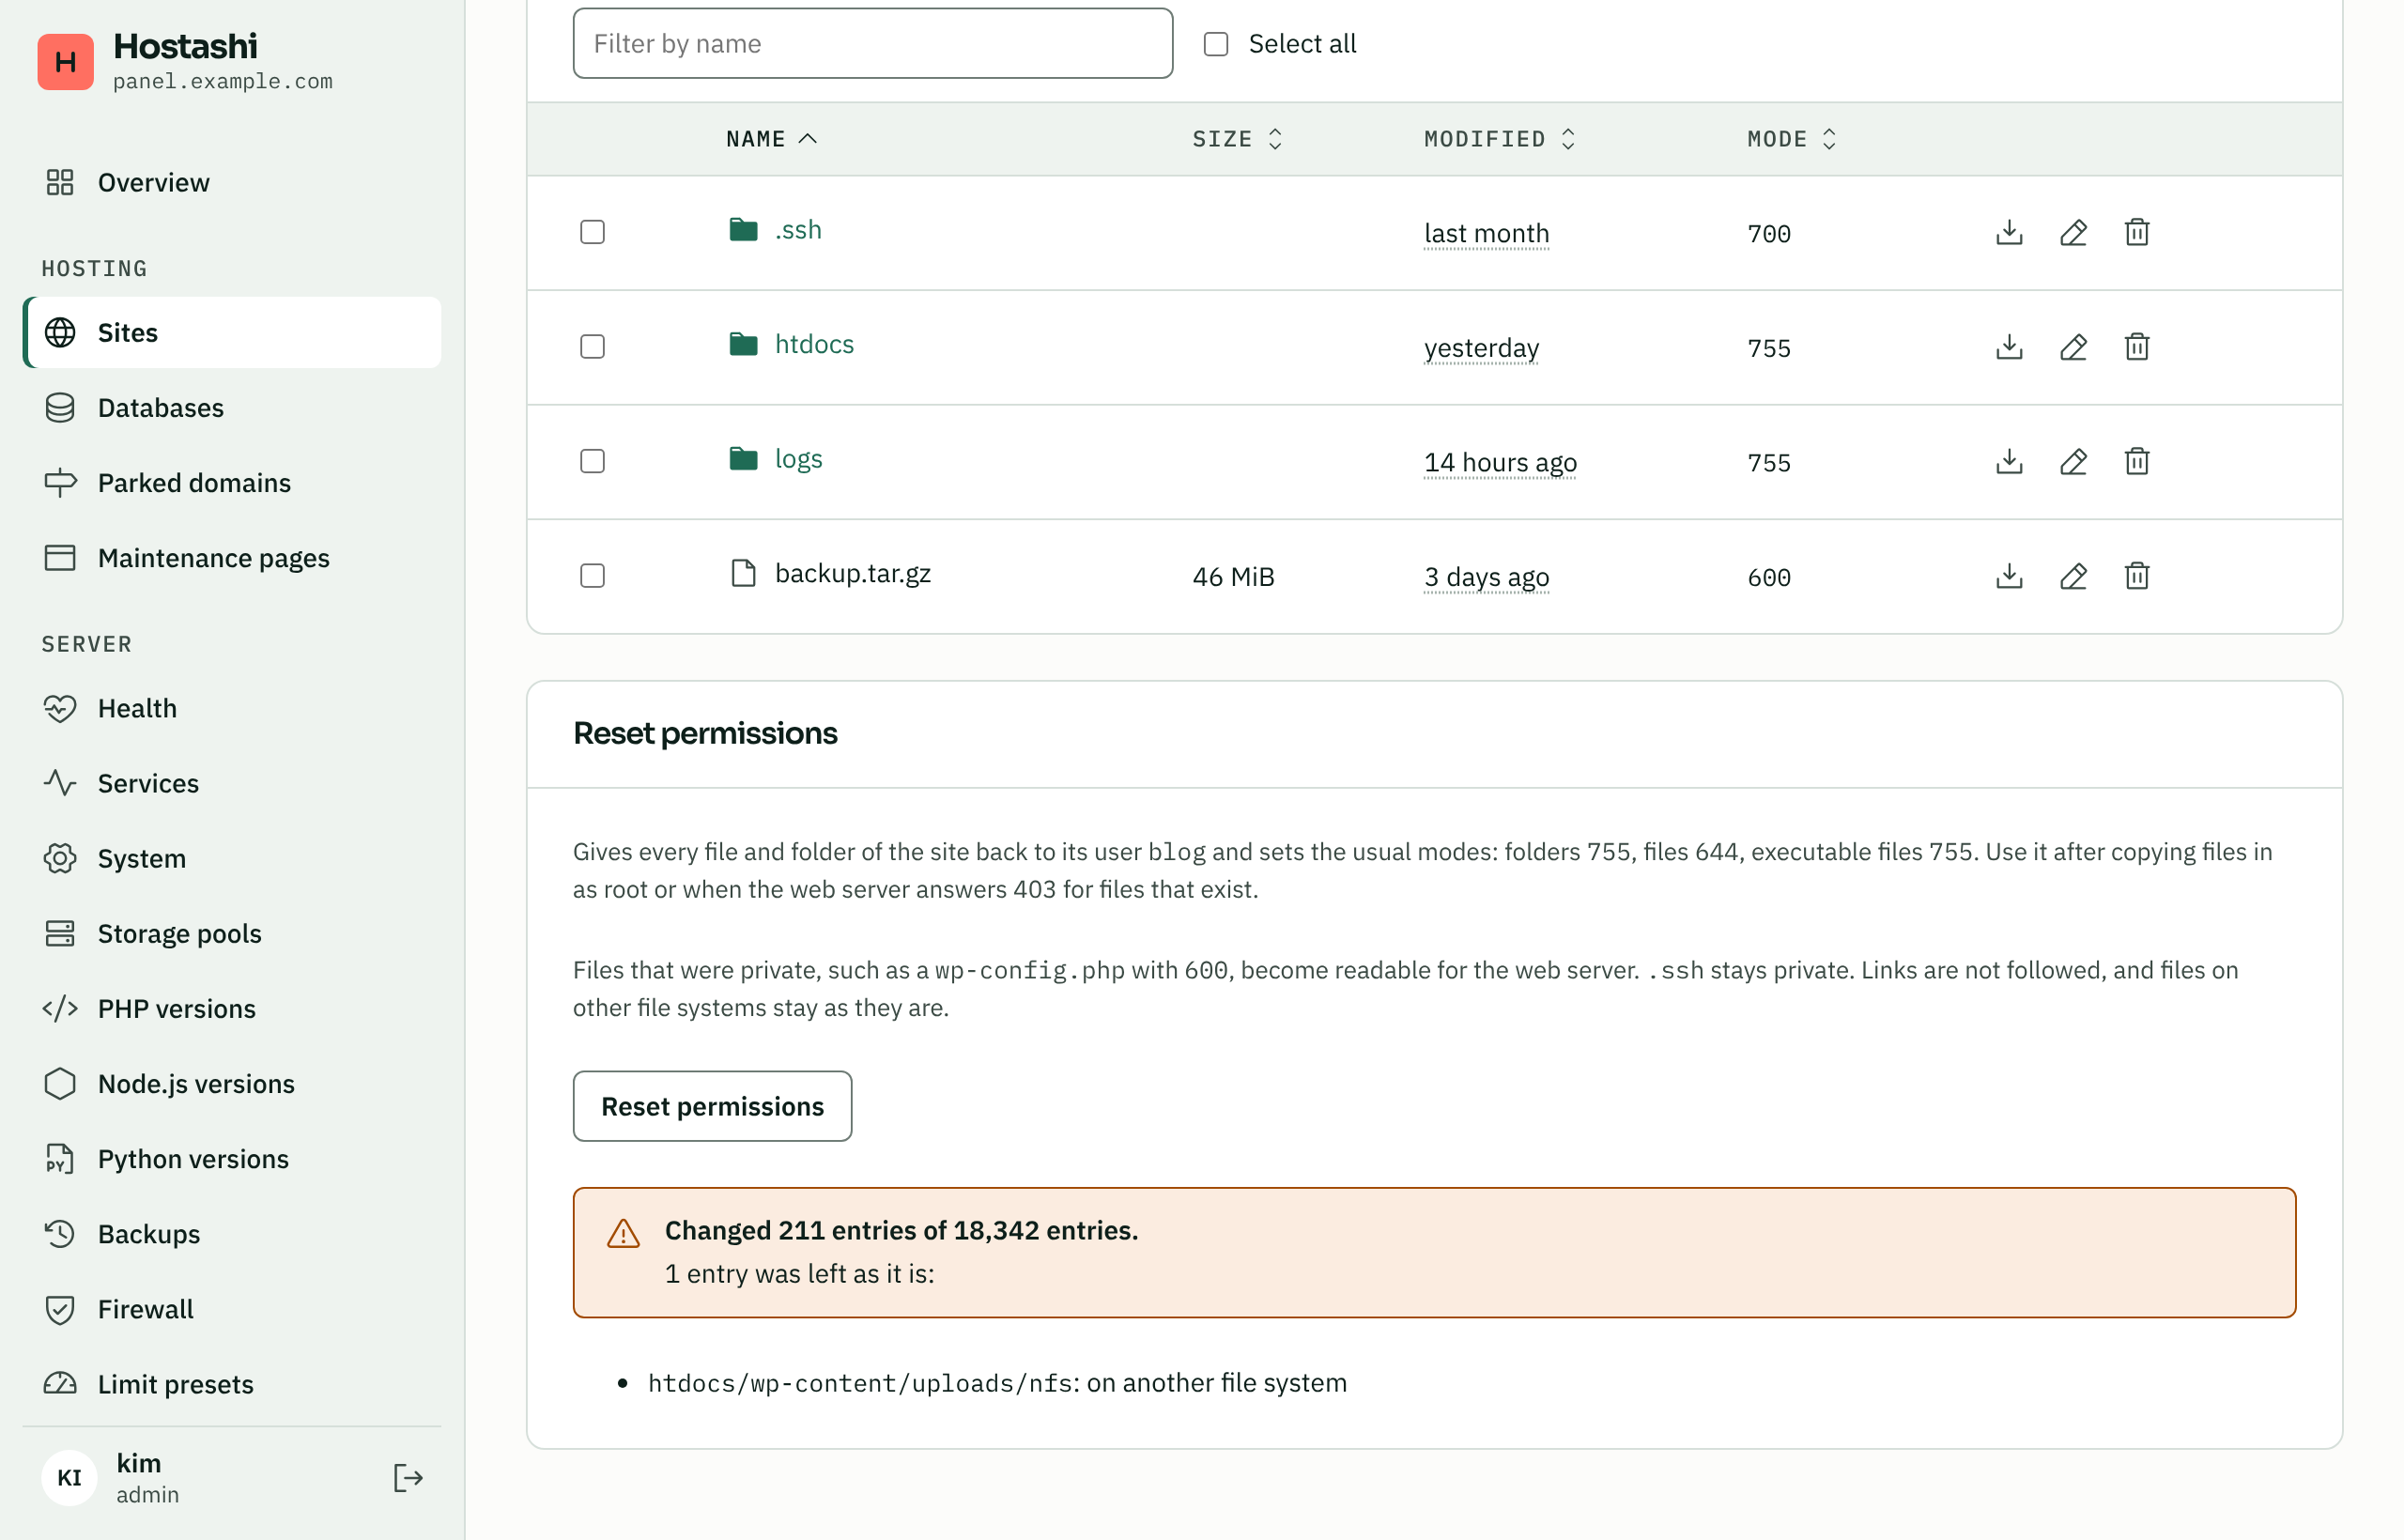 H
Hostashi
panel.example.com
Overview
HOSTING
Sites
Databases
Parked domains
Maintenance pages
SERVER
Health
Services
System
Storage pools
PHP versions
Node.js versions
PY
Python versions
Backups
Firewall
Limit presets
KI
kim
admin
Filter by name
Select all
NAME SIZE MODIFIED MODE
.ssh last month 700
htdocs yesterday 755
logs 14 hours ago 755
backup.tar.gz 46 MiB 3 days ago 600
Reset permissions
Gives every file and folder of the site back to its user blog and sets the usual modes: folders 755, files 644, executable files 755. Use it after copying files in
as root or when the web server answers 403 for files that exist.
Files that were private, such as a wp-config.php with 600, become readable for the web server. .ssh stays private. Links are not followed, and files on
other file systems stay as they are.
Reset permissions
Changed 211 entries of 18,342 entries.
1 entry was left as it is:
• htdocs/wp-content/uploads/nfs: on another file system